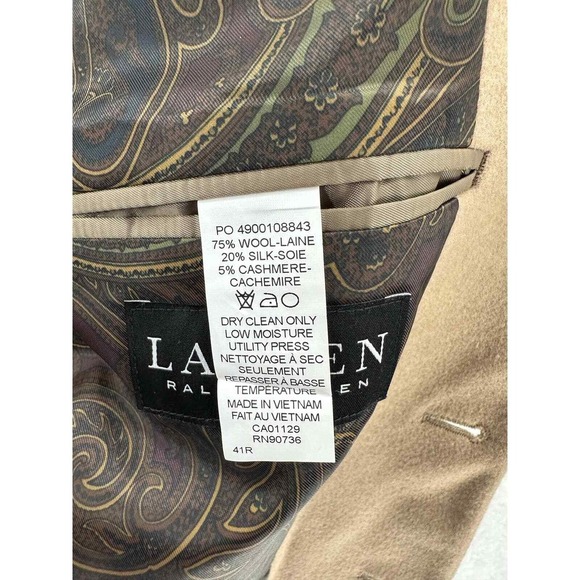 PO 4900108843
75% WOOL-LAINE
20% SILK-SOIE
5% CASHMERE-
CACHEMIRE
DRY CLEAN ONLY
LOW MOISTURE
UTILITY PRESS
NETTOYAGE À SEC
SEULEMENT
REPASSER À BASSE
TEMPÉRATURE
MADE IN VIETNAM
FAIT AU VIETNAM
CA01129
RN90736
41R